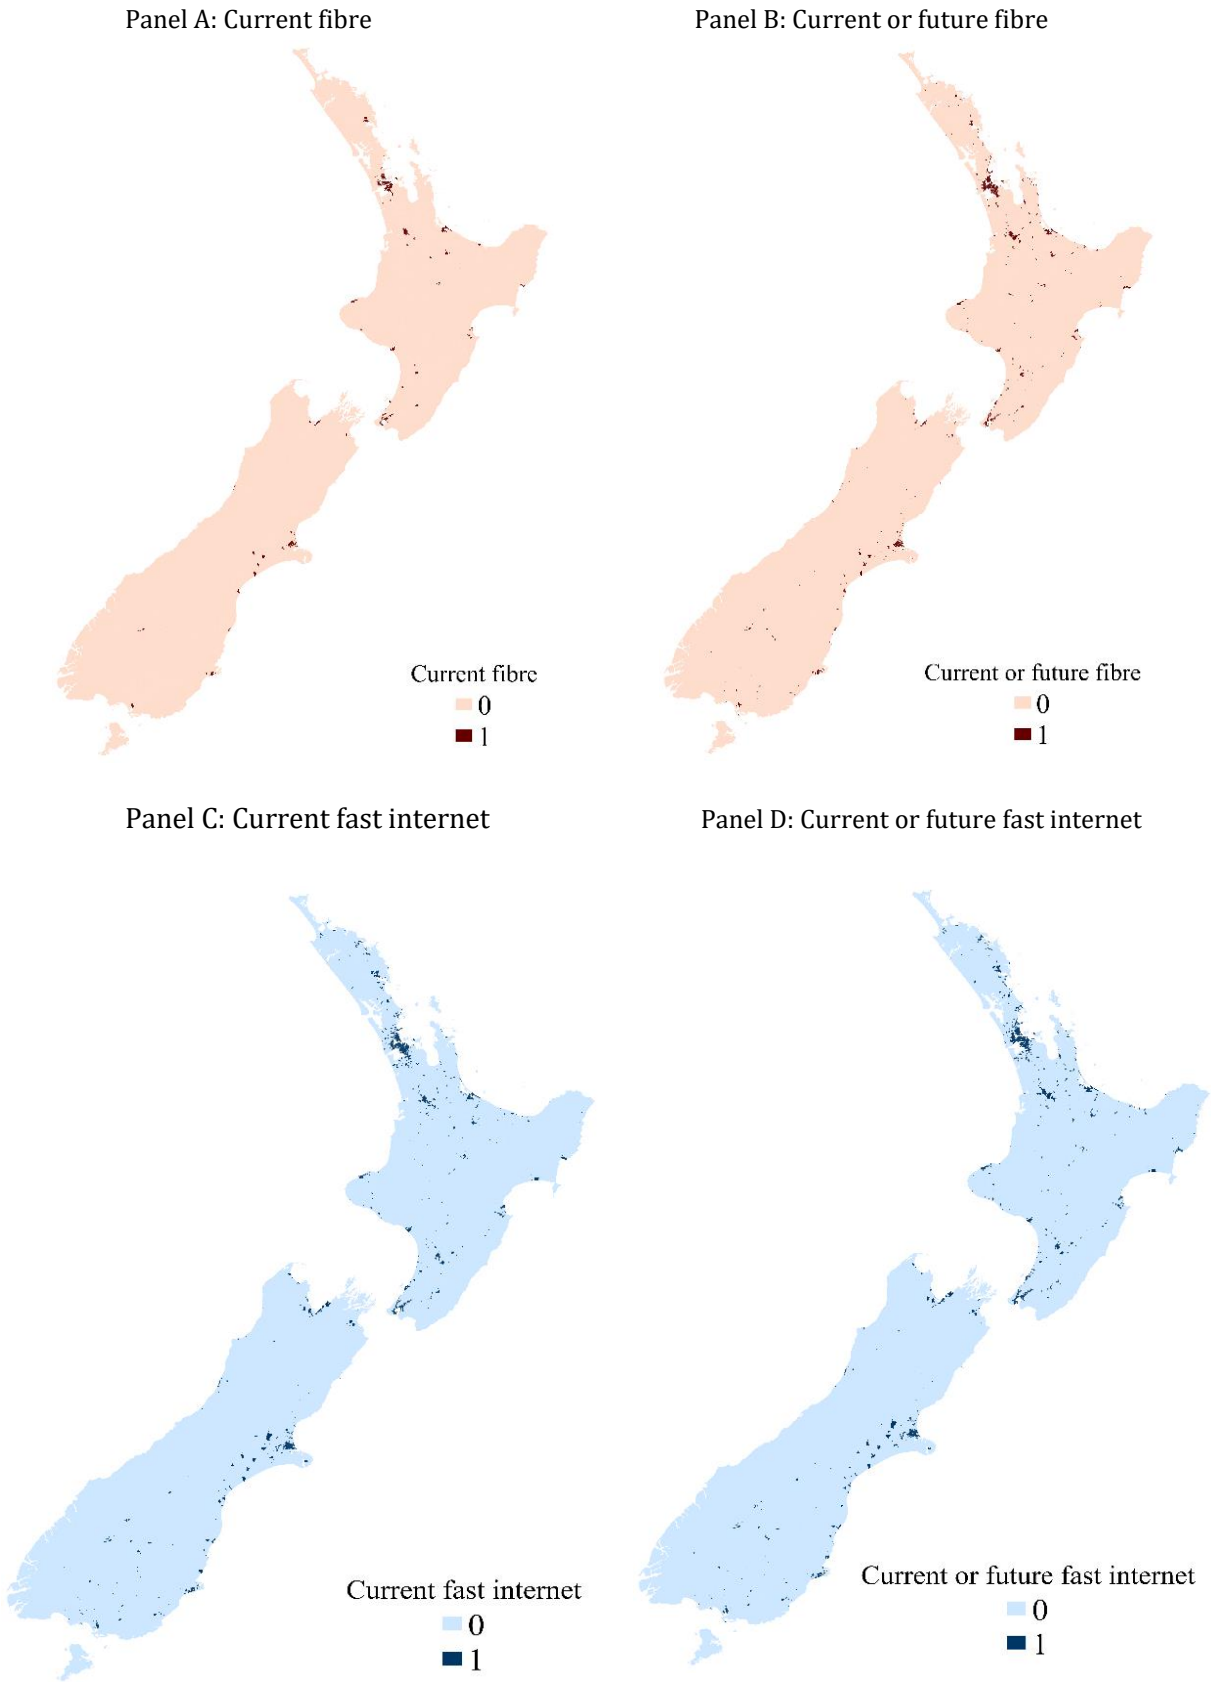 Panel A: Current fibre
Panel B: Current or future fibre
Current fibre
0
1
Current or future fibre
0
1
Panel C: Current fast internet
Panel D: Current or future fast internet
Current fast internet
0
1
Current or future fast internet
0
1